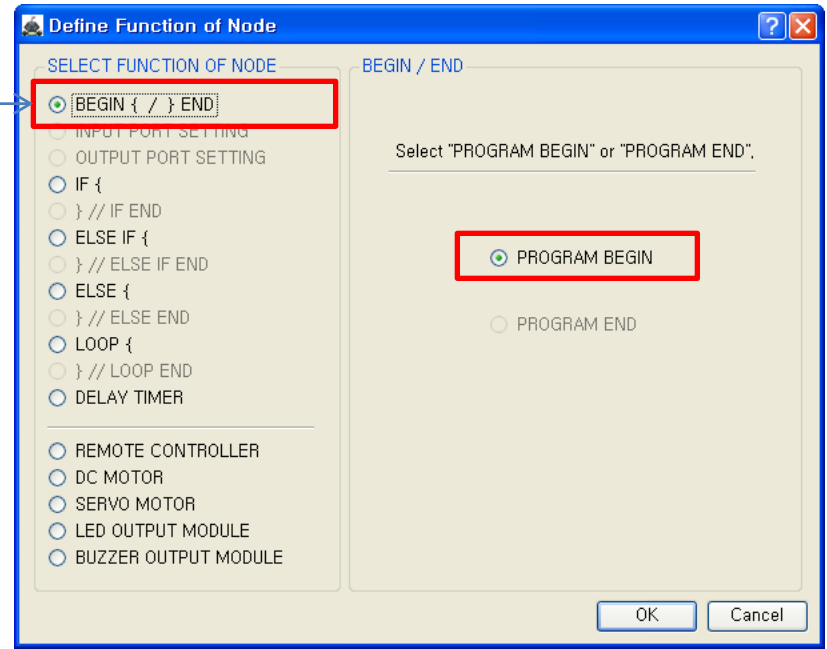 Define Function of Node
SELECT FUNCTION OF NODE
BEGIN { / } END
INPUT PORT SETTING
OUTPUT PORT SETTING
IF {
} // IF END
ELSE IF {
} // ELSE IF END
ELSE {
} // ELSE END
LOOP {
} // LOOP END
DELAY TIMER
REMOTE CONTROLLER
DC MOTOR
SERVO MOTOR
LED OUTPUT MODULE
BUZZER OUTPUT MODULE
BEGIN / END
Select "PROGRAM BEGIN" or "PROGRAM END",
PROGRAM BEGIN
PROGRAM END
OK
Cancel